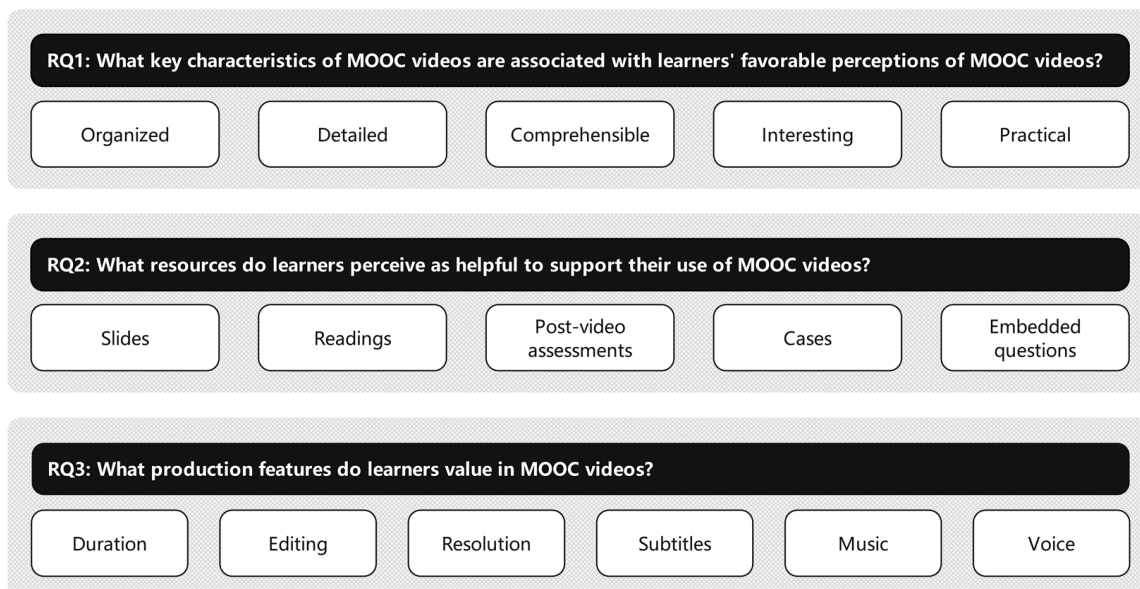 RQ1: What key characteristics of MOOC videos are associated with learners' favorable perceptions of MOOC videos?
Organized
Detailed
Comprehensible
Interesting
Practical
RQ2: What resources do learners perceive as helpful to support their use of MOOC videos?
Slides
Readings
Post-video
assessments
Cases
Embedded
questions
RQ3: What production features do learners value in MOOC videos?
Duration
Editing
Resolution
Subtitles
Music
Voice